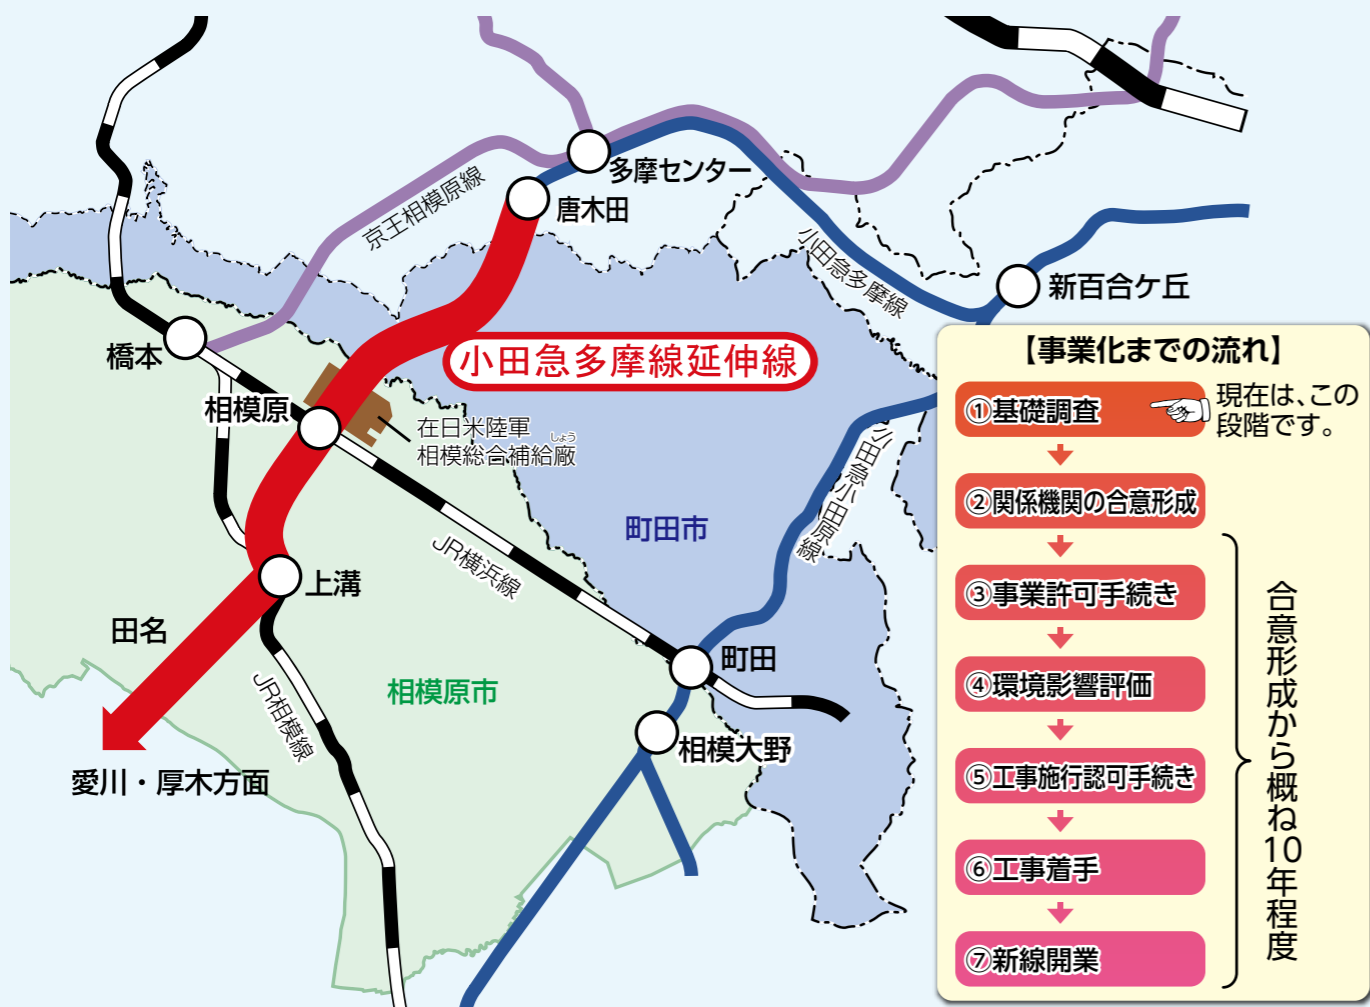 多摩センター
唐木田
京王相模原線
小田急多摩線
新百合ケ丘
橋本
小田急多摩線延伸線
相模原
在日米陸軍
しょう
相模総合補給廠
小田急小田原線
町田市
JR横浜線
上溝
田名
町田
相模原市
JR相模線
相模大野
愛川・厚木方面
【事業化までの流れ】
①基礎調査
現在は、この
段階です。
②関係機関の合意形成
③事業許可手続き
④環境影響評価
⑤工事施行認可手続き
⑥工事着手
⑦新線開業
合意形成から概ね10年程度